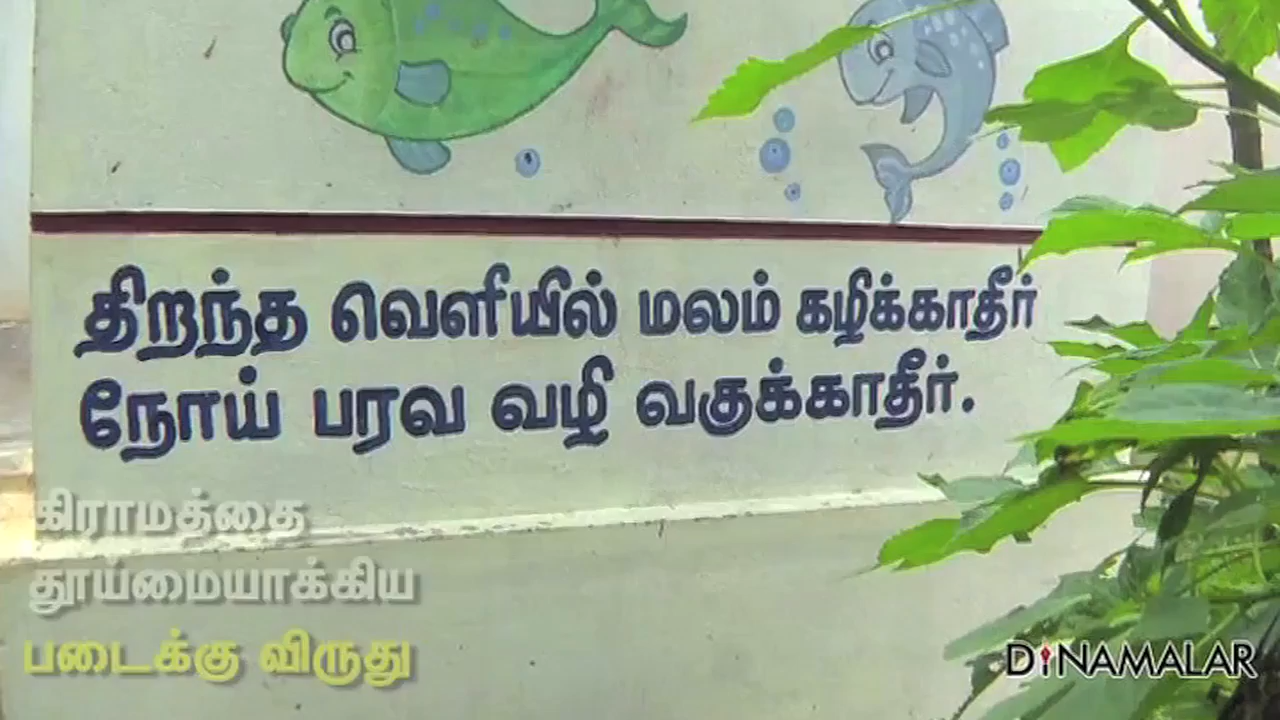 திறந்த வெளியில் மலம் கழிக்காதீர்
நோய் பரவ வழி வகுக்காதீர்.
கிராமத்தை
தூய்மையாக்கிய
படைக்கு விருது
DINAMALAR